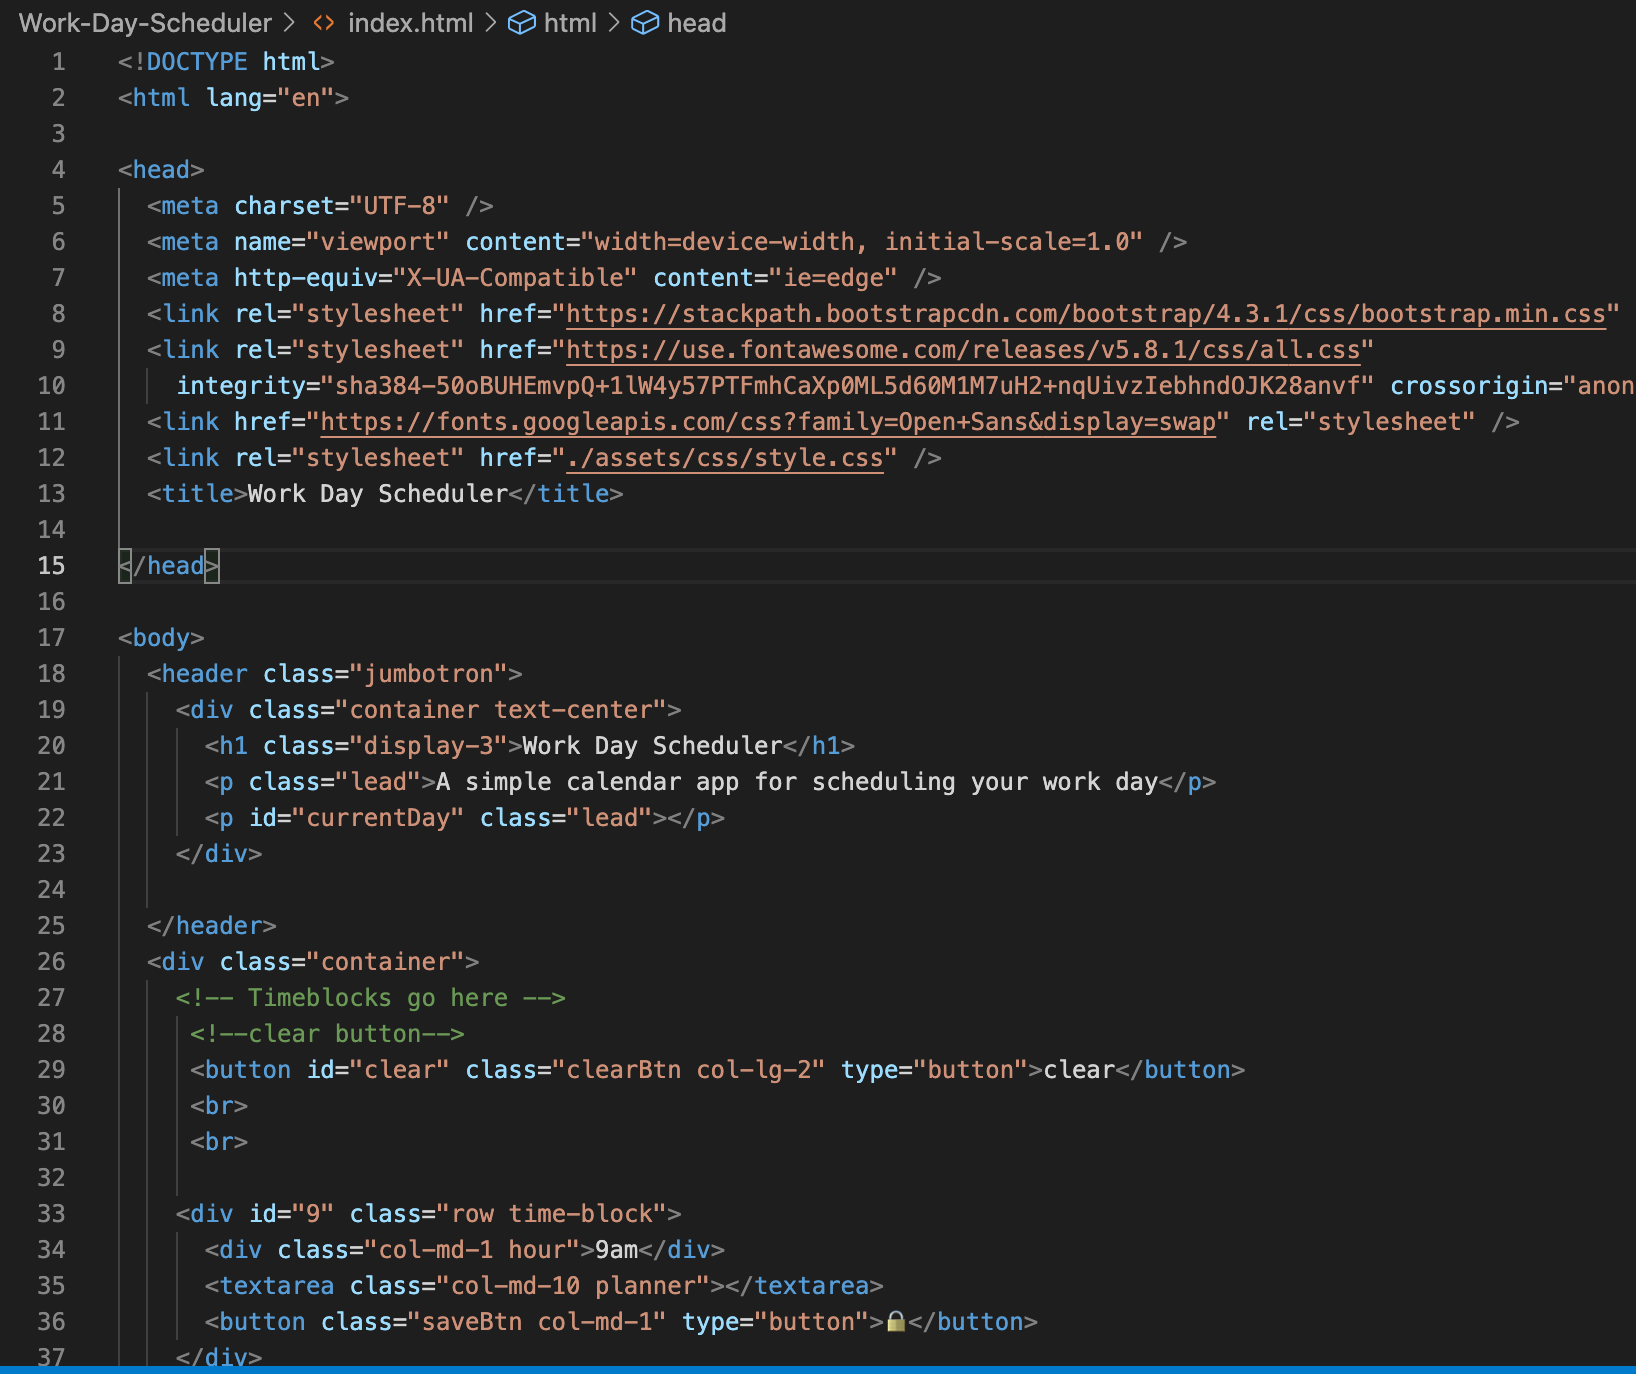 Work-Day-Scheduler > <> index.html > html > head
1 <!DOCTYPE html>
2 <html lang="en">
3
4 <head>
5 <meta charset="UTF-8" />
6 <meta name="viewport" content="width=device-width, initial-scale=1.0" />
7 <meta http-equiv="X-UA-Compatible" content="ie=edge" />
8 <link rel="stylesheet" href="https://stackpath.bootstrapcdn.com/bootstrap/4.3.1/css/bootstrap.min.css"
9 <link rel="stylesheet" href="https://use.fontawesome.com/releases/v5.8.1/css/all.css"
10 integrity="sha384-50oBUHEmvpQ+1lW4y57PTFmhCaXp0ML5d60M1M7uH2+nqUivzIebhndOJK28anvf" crossorigin="anon
11 <link href="https://fonts.googleapis.com/css?family=Open+Sans&display=swap" rel="stylesheet" />
12 <link rel="stylesheet" href="./assets/css/style.css" />
13 <title>Work Day Scheduler</title>
14
15 </head>
16
17 <body>
18 <header class="jumbotron">
19 <div class="container text-center">
20 <h1 class="display-3">Work Day Scheduler</h1>
21 <p class="lead">A simple calendar app for scheduling your work day</p>
22 <p id="currentDay" class="lead"></p>
23 </div>
24
25 </header>
26 <div class="container">
27 <!-- Timeblocks go here -->
28 <!--clear button-->
29 <button id="clear" class="clearBtn col-lg-2" type="button">clear</button>
30 <br>
31 <br>
32
33 <div id="9" class="row time-block">
34 <div class="col-md-1 hour">9am</div>
35 <textarea class="col-md-10 planner"></textarea>
36 <button class="saveBtn col-md-1" type="button">🔒</button>
37 </div>